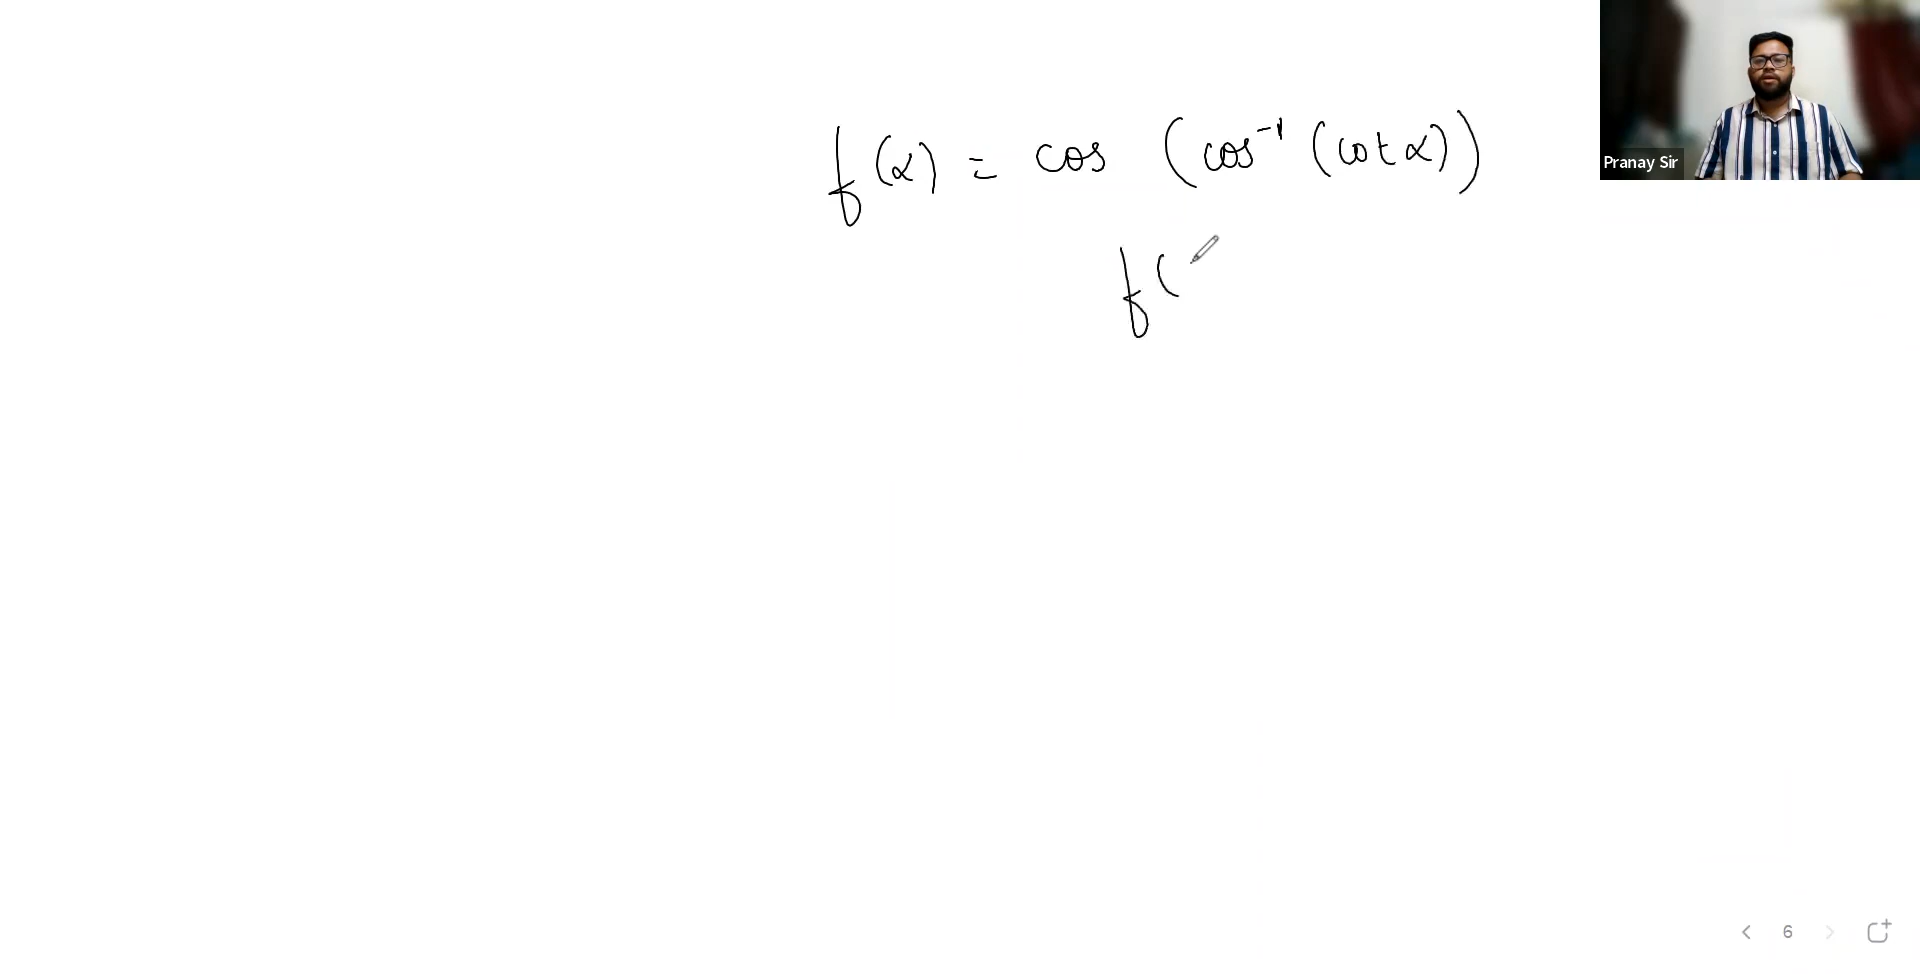 f(α) = cos (cos⁻¹ (cot α))
f(
Pranay Sir
6